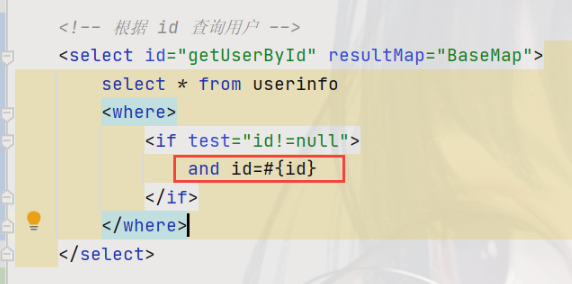 <!-- 根据 id 查询用户 -->
<select id="getUserById" resultMap="BaseMap">
select * from userinfo
<where>
<if test="id!=null">
and id=#{id}
</if>
</where>
</select>